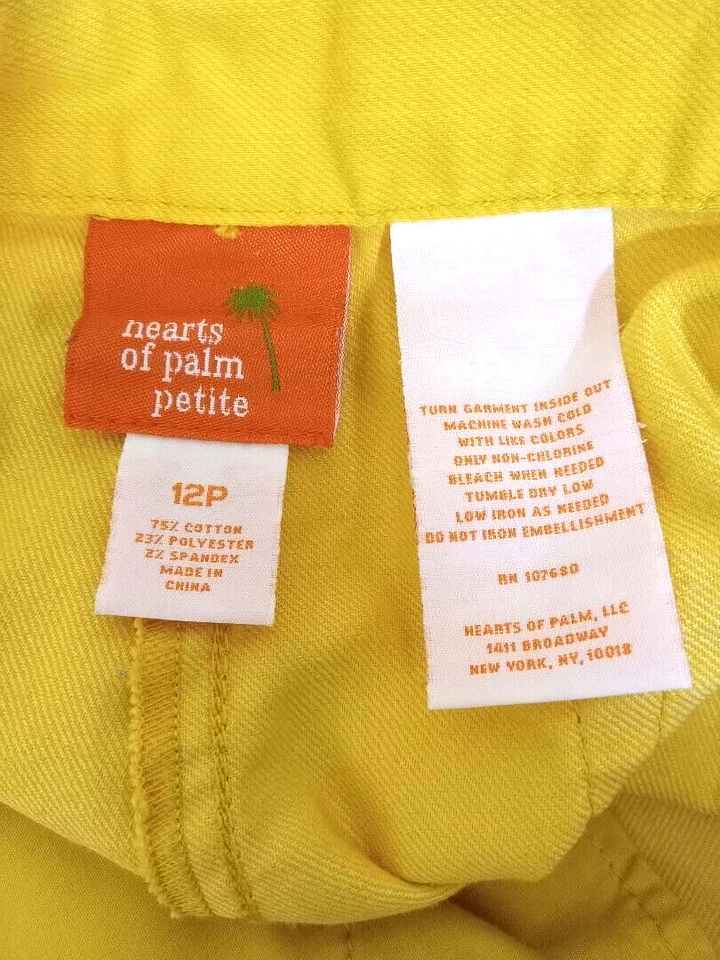 hearts
of palm
petite
12P
75% COTTON
23% POLYESTER
2% SPANDEX
MADE IN
CHINA
TURN GARMENT INSIDE OUT
MACHINE WASH COLD
WITH LIKE COLORS
ONLY NON-CHLORINE
BLEACH WHEN NEEDED
TUMBLE DRY LOW
LOW IRON AS NEEDED
DO NOT IRON EMBELLISHMENT
RN 107680
HEARTS OF PALM, LLC
1411 BROADWAY
NEW YORK, NY, 10018